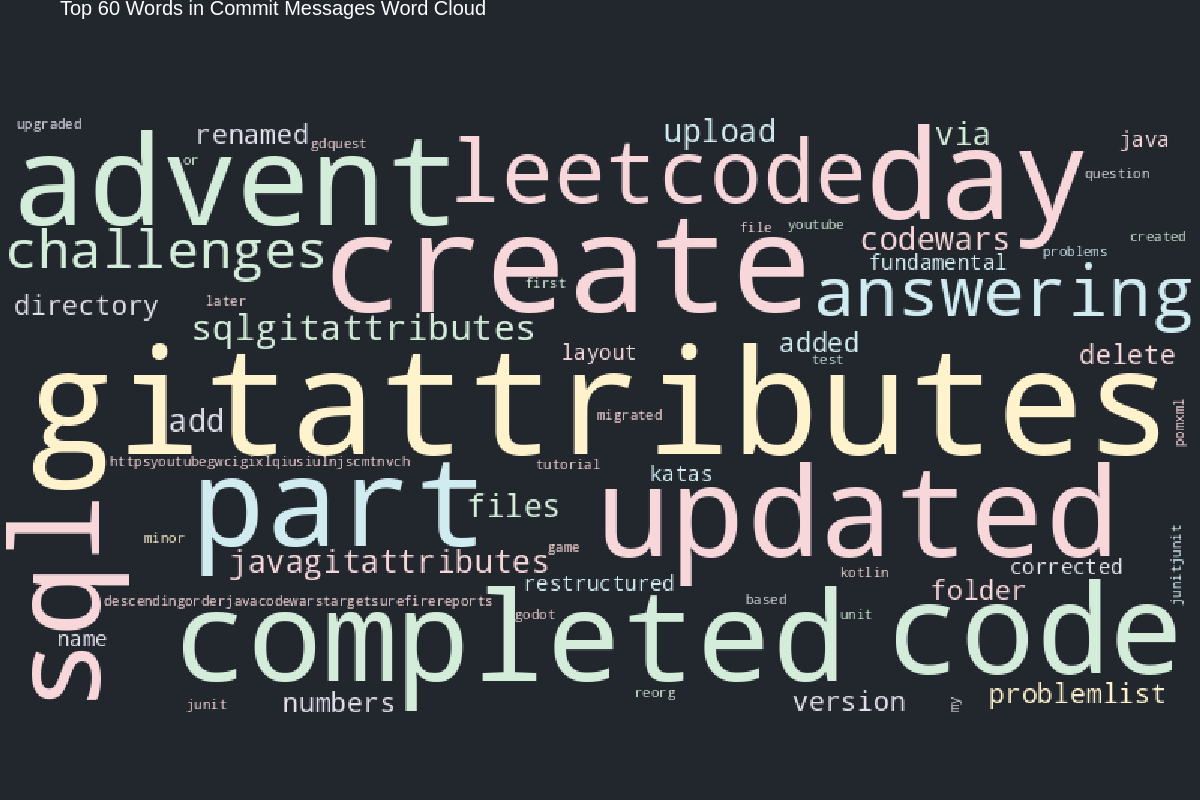 Top 60 Words in Commit Messages Word Cloud
upgraded
renamed
gdquest
upload
via
java
or
advent
leetcode
day
question
challenges
create
file
youtube
codewars
created
problems
fundamental
first
answering
directory
later
sqlgitattributes
layout
added
test
delete
gitattributes
add
migrated
pomxml
tutorial
katas
part
files
updated
sql
minor
javagitattributes
game
kotlin
corrected
junitjunit
restructured
folder
descendingorderjavacodewarstargetsurefirereports
godot
based
unit
completed
code
name
junit
numbers
reorg
version
my
problemlist